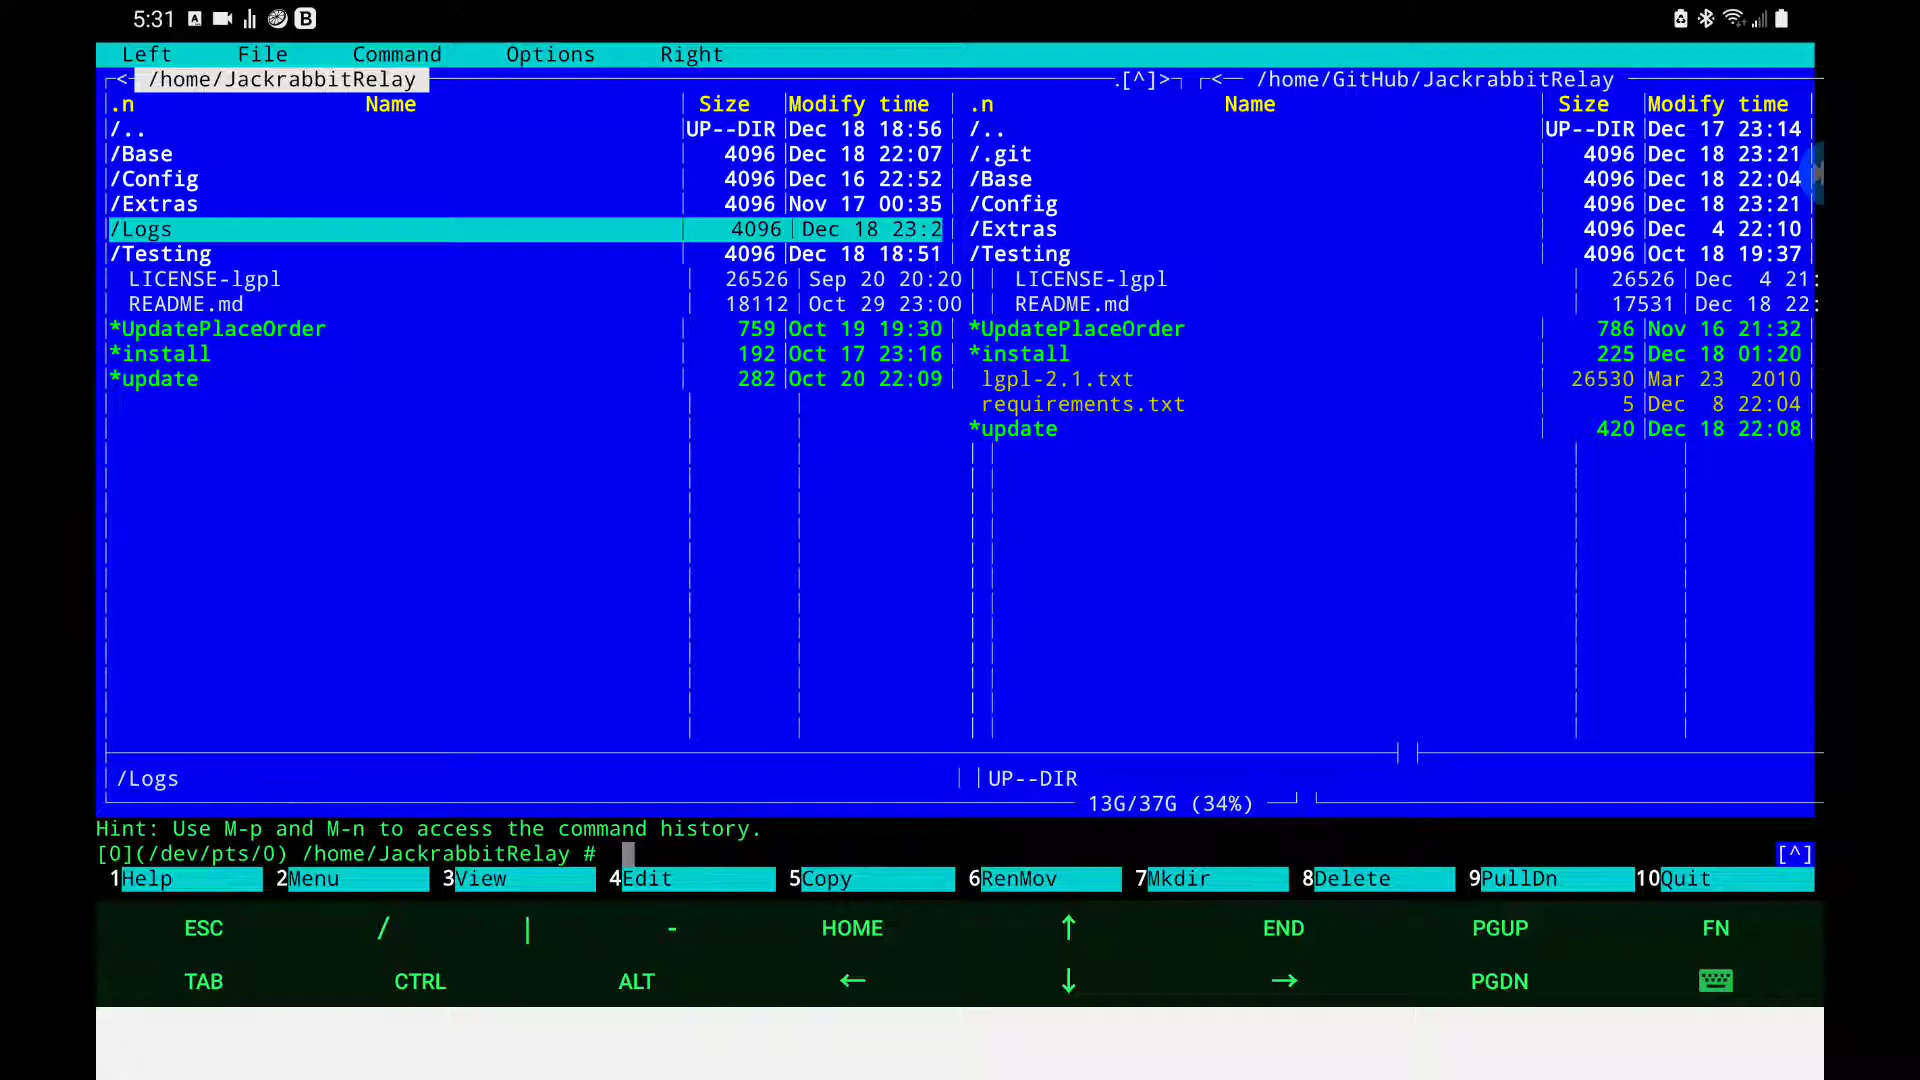 5:31 A B
Left File Command Options Right
<- /home/JackrabbitRelay .[^]> <- /home/GitHub/JackrabbitRelay
.n Name Size Modify time .n Name Size Modify time
/.. UP--DIR Dec 18 18:56 /.. UP--DIR Dec 17 23:14
/Base 4096 Dec 18 22:07 /.git 4096 Dec 18 23:21
/Config 4096 Dec 16 22:52 /Base 4096 Dec 18 22:04
/Extras 4096 Nov 17 00:35 /Config 4096 Dec 18 23:21
/Logs 4096 Dec 18 23:2 /Extras 4096 Dec 4 22:10
/Testing 4096 Dec 18 18:51 /Testing 4096 Oct 18 19:37
LICENSE-lgpl 26526 Sep 20 20:20 LICENSE-lgpl 26526 Dec 4 21:
README.md 18112 Oct 29 23:00 README.md 17531 Dec 18 22:
*UpdatePlaceOrder 759 Oct 19 19:30 *UpdatePlaceOrder 786 Nov 16 21:32
*install 192 Oct 17 23:16 *install 225 Dec 18 01:20
*update 282 Oct 20 22:09 lgpl-2.1.txt 26530 Mar 23 2010
requirements.txt 5 Dec 8 22:04
*update 420 Dec 18 22:08
/Logs UP--DIR
13G/37G (34%)
Hint: Use M-p and M-n to access the command history.
[0](/dev/pts/0) /home/JackrabbitRelay # [^]
1Help 2Menu 3View 4Edit 5Copy 6RenMov 7Mkdir 8Delete 9PullDn 10Quit
ESC / | - HOME ↑ END PGUP FN
TAB CTRL ALT ← ↓ → PGDN